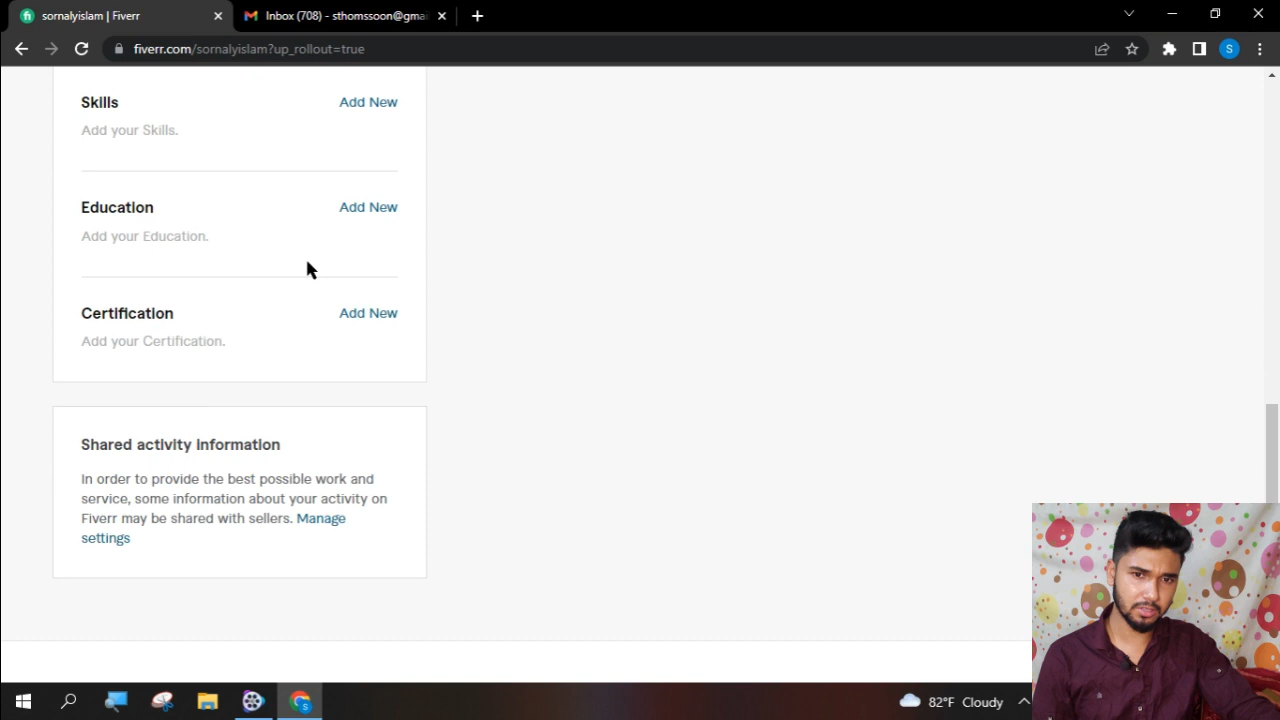 sornalyislam | Fiverr
Inbox (708) - sthomssoon@gmai
fiverr.com/sornalyislam?up_rollout=true
S
Skills
Add New
Add your Skills.
Education
Add New
Add your Education.
Certification
Add New
Add your Certification.
Shared activity information
In order to provide the best possible work and
service, some information about your activity on
Fiverr may be shared with sellers. Manage
settings
82°F Cloudy